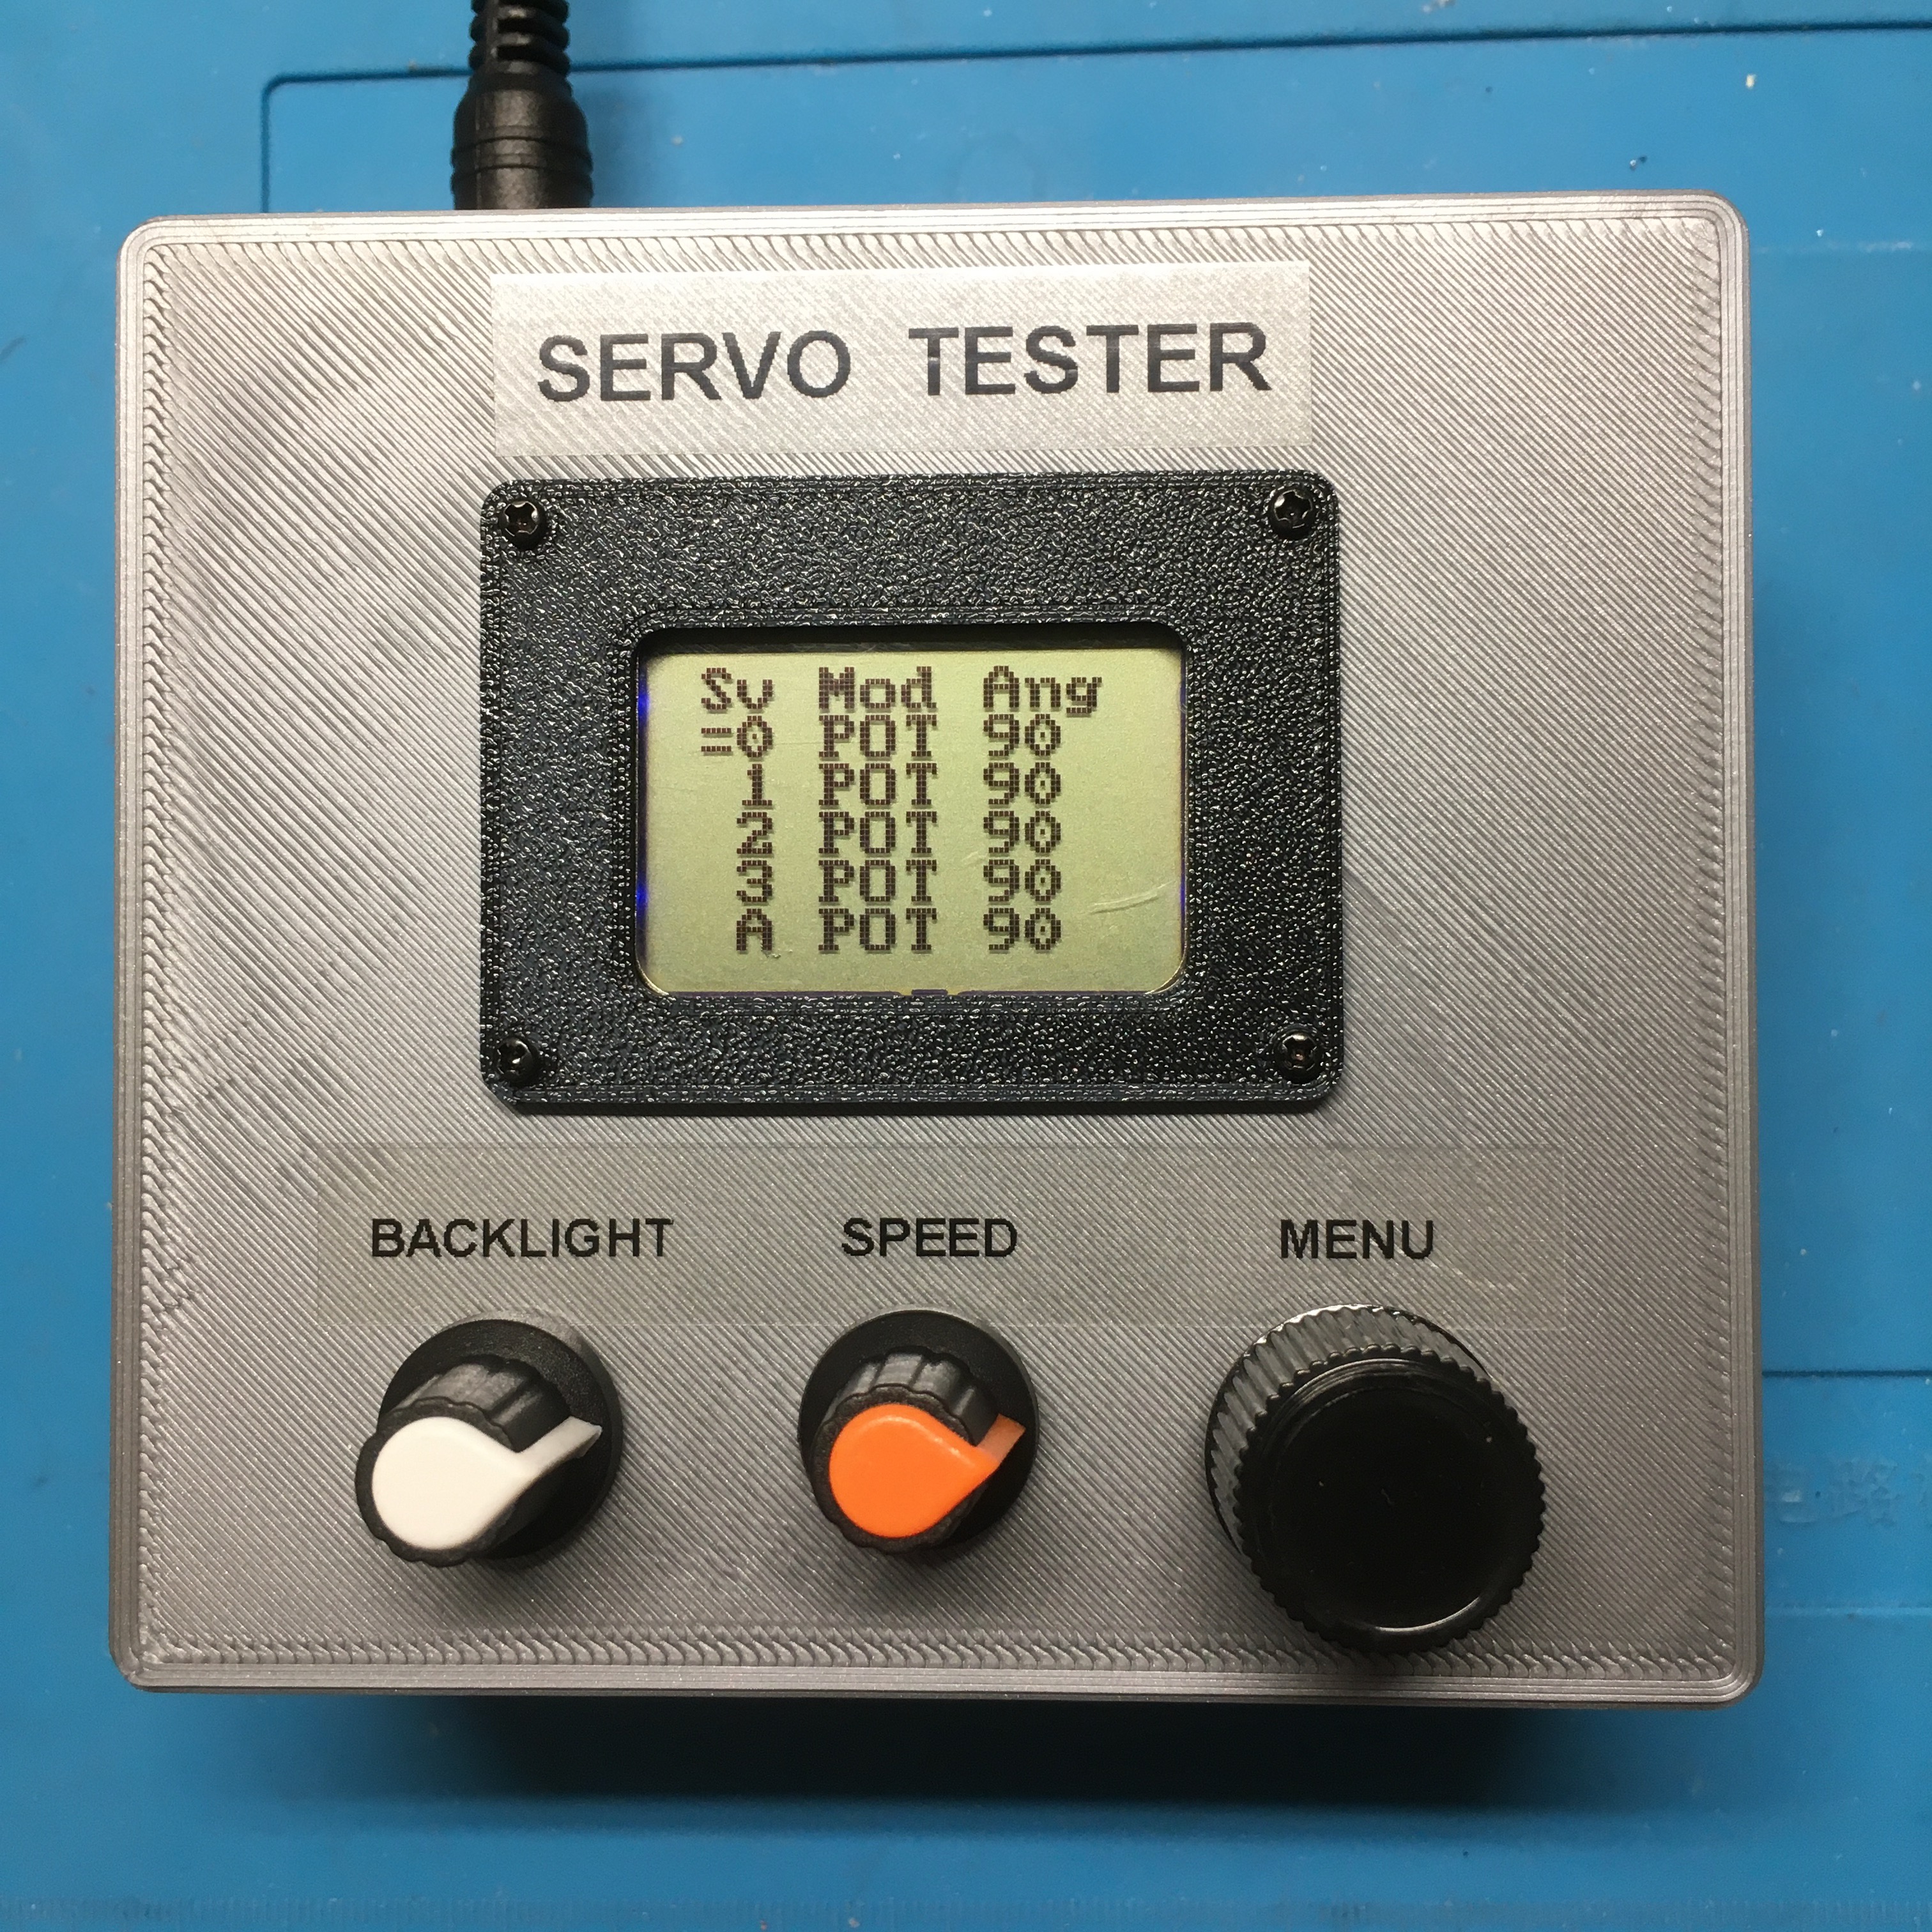 SERVO TESTER
Sv Mod Ang
=0 POT 90
1 POT 90
2 POT 90
3 POT 90
A POT 90
BACKLIGHT SPEED MENU